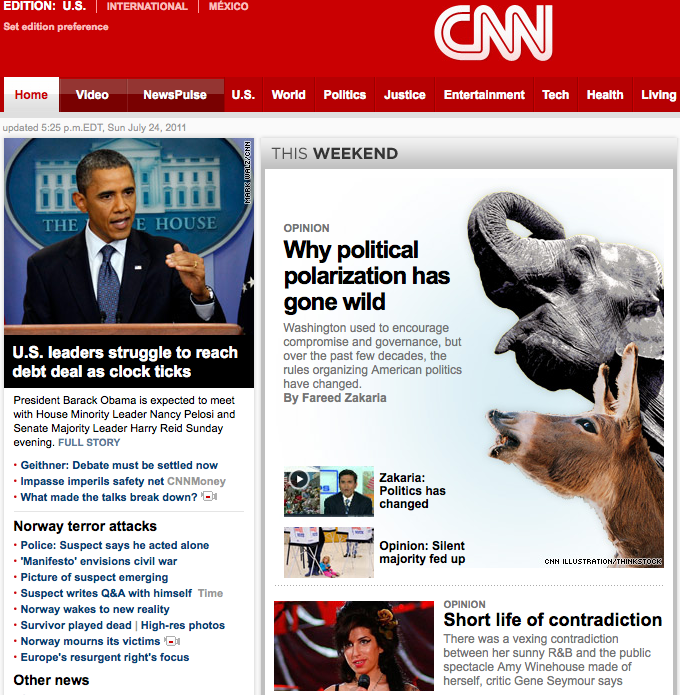 EDITION: U.S. | INTERNATIONAL | MÉXICO
Set edition preference
CNN
Home Video NewsPulse U.S. World Politics Justice Entertainment Tech Health Living
updated 5:25 p.m.EDT, Sun July 24, 2011
MARK WALZ/CNN
THE WHITE HOUSE
U.S. leaders struggle to reach
debt deal as clock ticks
President Barack Obama is expected to meet
with House Minority Leader Nancy Pelosi and
Senate Majority Leader Harry Reid Sunday
evening. FULL STORY
• Geithner: Debate must be settled now
• Impasse imperils safety net CNNMoney
• What made the talks break down?
Norway terror attacks
• Police: Suspect says he acted alone
• 'Manifesto' envisions civil war
• Picture of suspect emerging
• Suspect writes Q&A with himself Time
• Norway wakes to new reality
• Survivor played dead | High-res photos
• Norway mourns its victims
• Europe's resurgent right's focus
Other news
THIS WEEKEND
OPINION
Why political
polarization has
gone wild
Washington used to encourage
compromise and governance, but
over the past few decades, the
rules organizing American politics
have changed.
By Fareed Zakaria
Zakaria:
Politics has
changed
Opinion: Silent
majority fed up
CNN ILLUSTRATION/THINKSTOCK
OPINION
Short life of contradiction
There was a vexing contradiction
between her sunny R&B and the public
spectacle Amy Winehouse made of
herself, critic Gene Seymour says